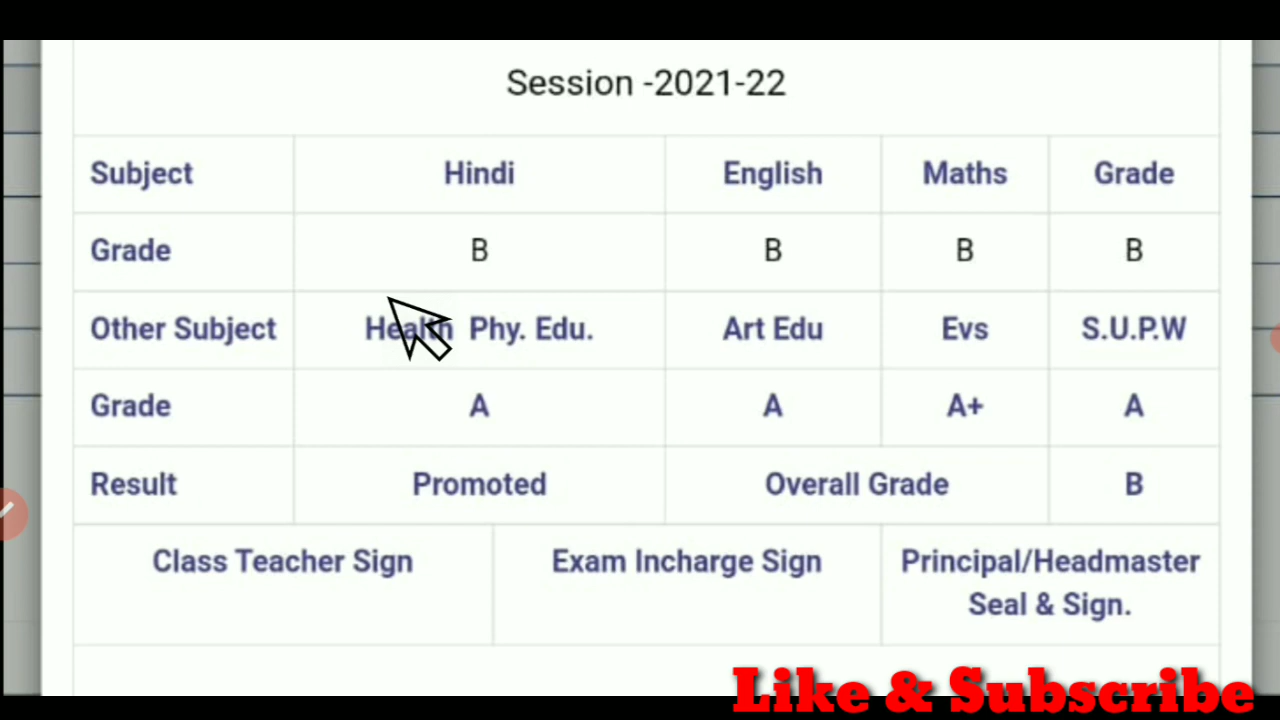 Session -2021-22
Subject Hindi English Maths Grade
Grade B B B B
Other Subject Health Phy. Edu. Art Edu Evs S.U.P.W
Grade A A A+ A
Result Promoted Overall Grade B
Class Teacher Sign Exam Incharge Sign Principal/Headmaster
Seal & Sign.
Like & Subscribe